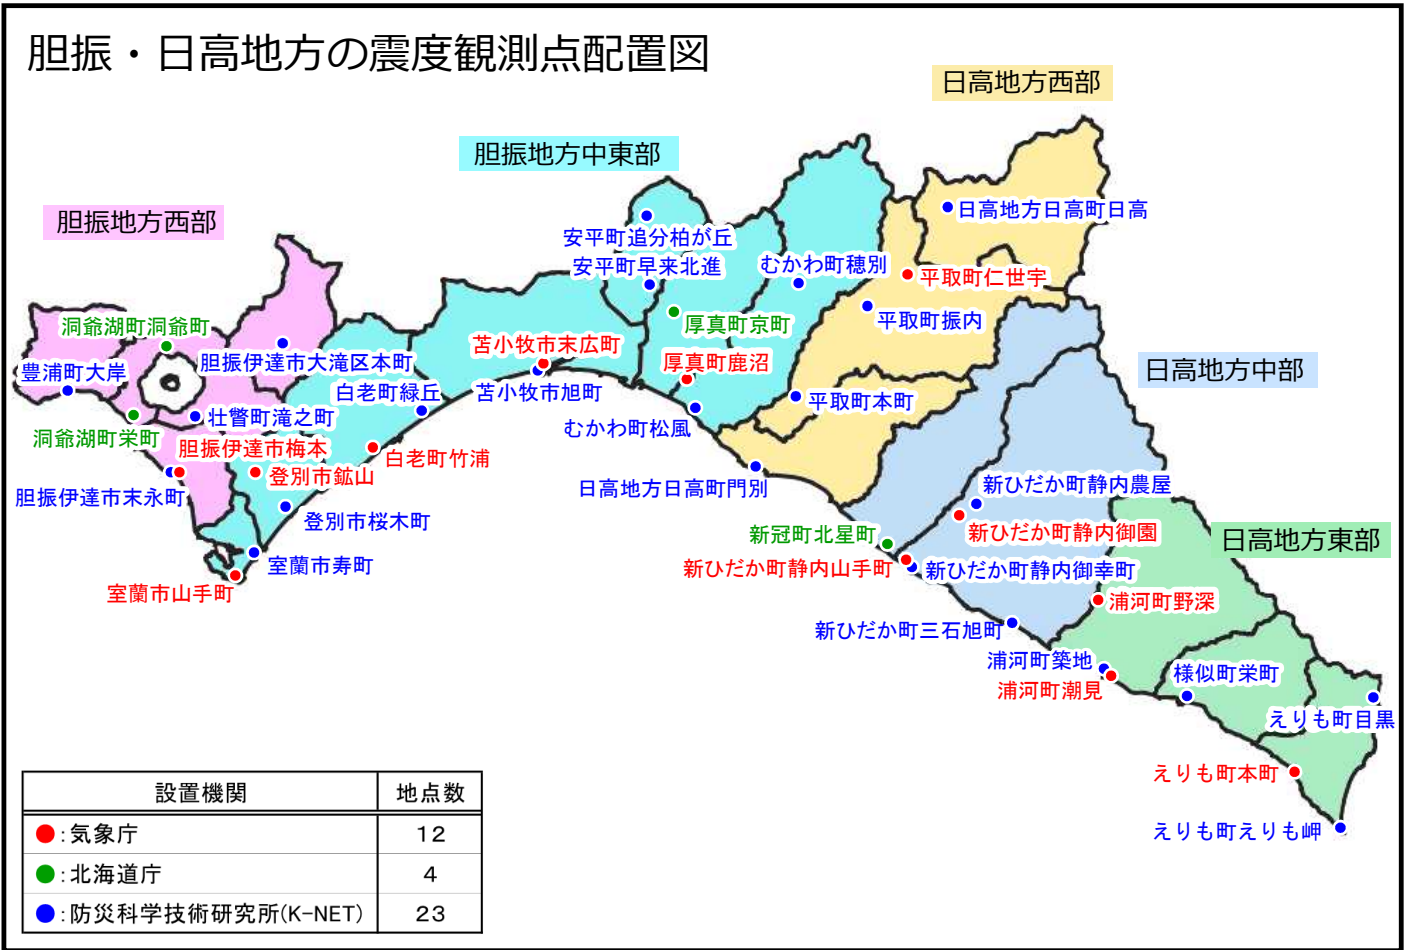 胆振・日高地方の震度観測点配置図
日高地方西部
胆振地方中東部
胆振地方西部
日高地方日高町日高
安平町追分柏が丘
安平町早来北進
むかわ町穂別
平取町仁世宇
洞爺湖町洞爺町
厚真町京町
平取町振内
胆振伊達市大滝区本町
苫小牧市末広町
厚真町鹿沼
豊浦町大岸
日高地方中部
白老町緑丘
苫小牧市旭町
平取町本町
壮瞥町滝之町
むかわ町松風
洞爺湖町栄町
胆振伊達市梅本
白老町竹浦
登別市鉱山
日高地方日高町門別
新ひだか町静内農屋
胆振伊達市末永町
登別市桜木町
新冠町北星町
新ひだか町静内御園
日高地方東部
室蘭市寿町
新ひだか町静内山手町
新ひだか町静内御幸町
室蘭市山手町
浦河町野深
新ひだか町三石旭町
浦河町築地
様似町栄町
浦河町潮見
えりも町目黒
えりも町本町
えりも町えりも岬
設置機関 地点数
:気象庁 12
:北海道庁 4
:防災科学技術研究所(K-NET) 23